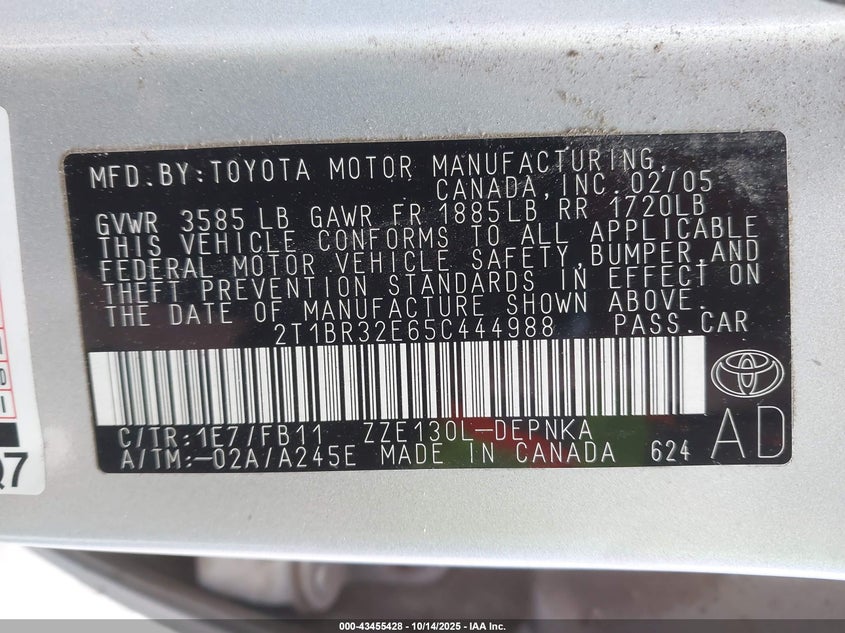 MFD.BY:TOYOTA MOTOR MANUFACTURING,
CANADA,INC. 02/05
GVWR 3585LB GAWR FR 1885LB RR 1720LB
THIS VEHICLE CONFORMS TO ALL APPLICABLE
FEDERAL MOTOR VEHICLE SAFETY,BUMPER,AND
THEFT PREVENTION STANDARDS IN EFFECT ON
THE DATE OF MANUFACTURE SHOWN ABOVE.
2T1BR32E65C444988 PASS.CAR
C/TR:1E7/FB11 ZZE130L-DEPNKA
A/TM:-02A/A245E MADE IN CANADA 624
AD
Q7
000-43455428 - 10/14/2025 - IAA Inc.